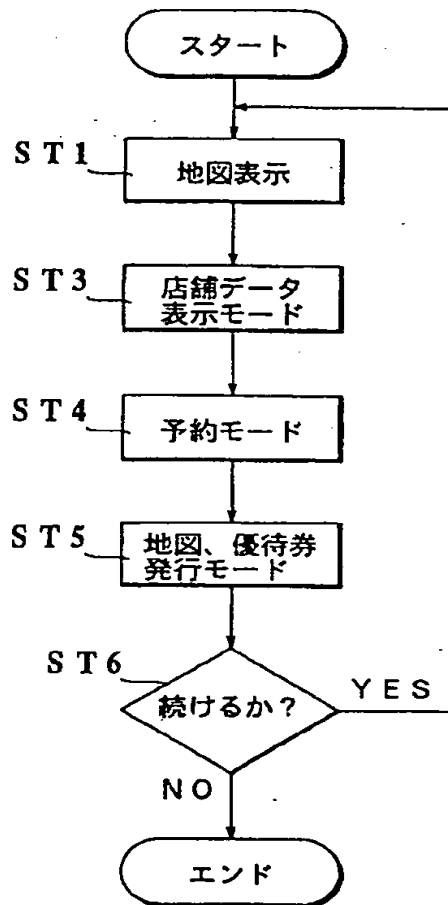 スタート
ST1
地図表示
ST3
店舗データ
表示モード
ST4
予約モード
ST5
地図、優待券
発行モード
ST6
続けるか？
YES
NO
エンド